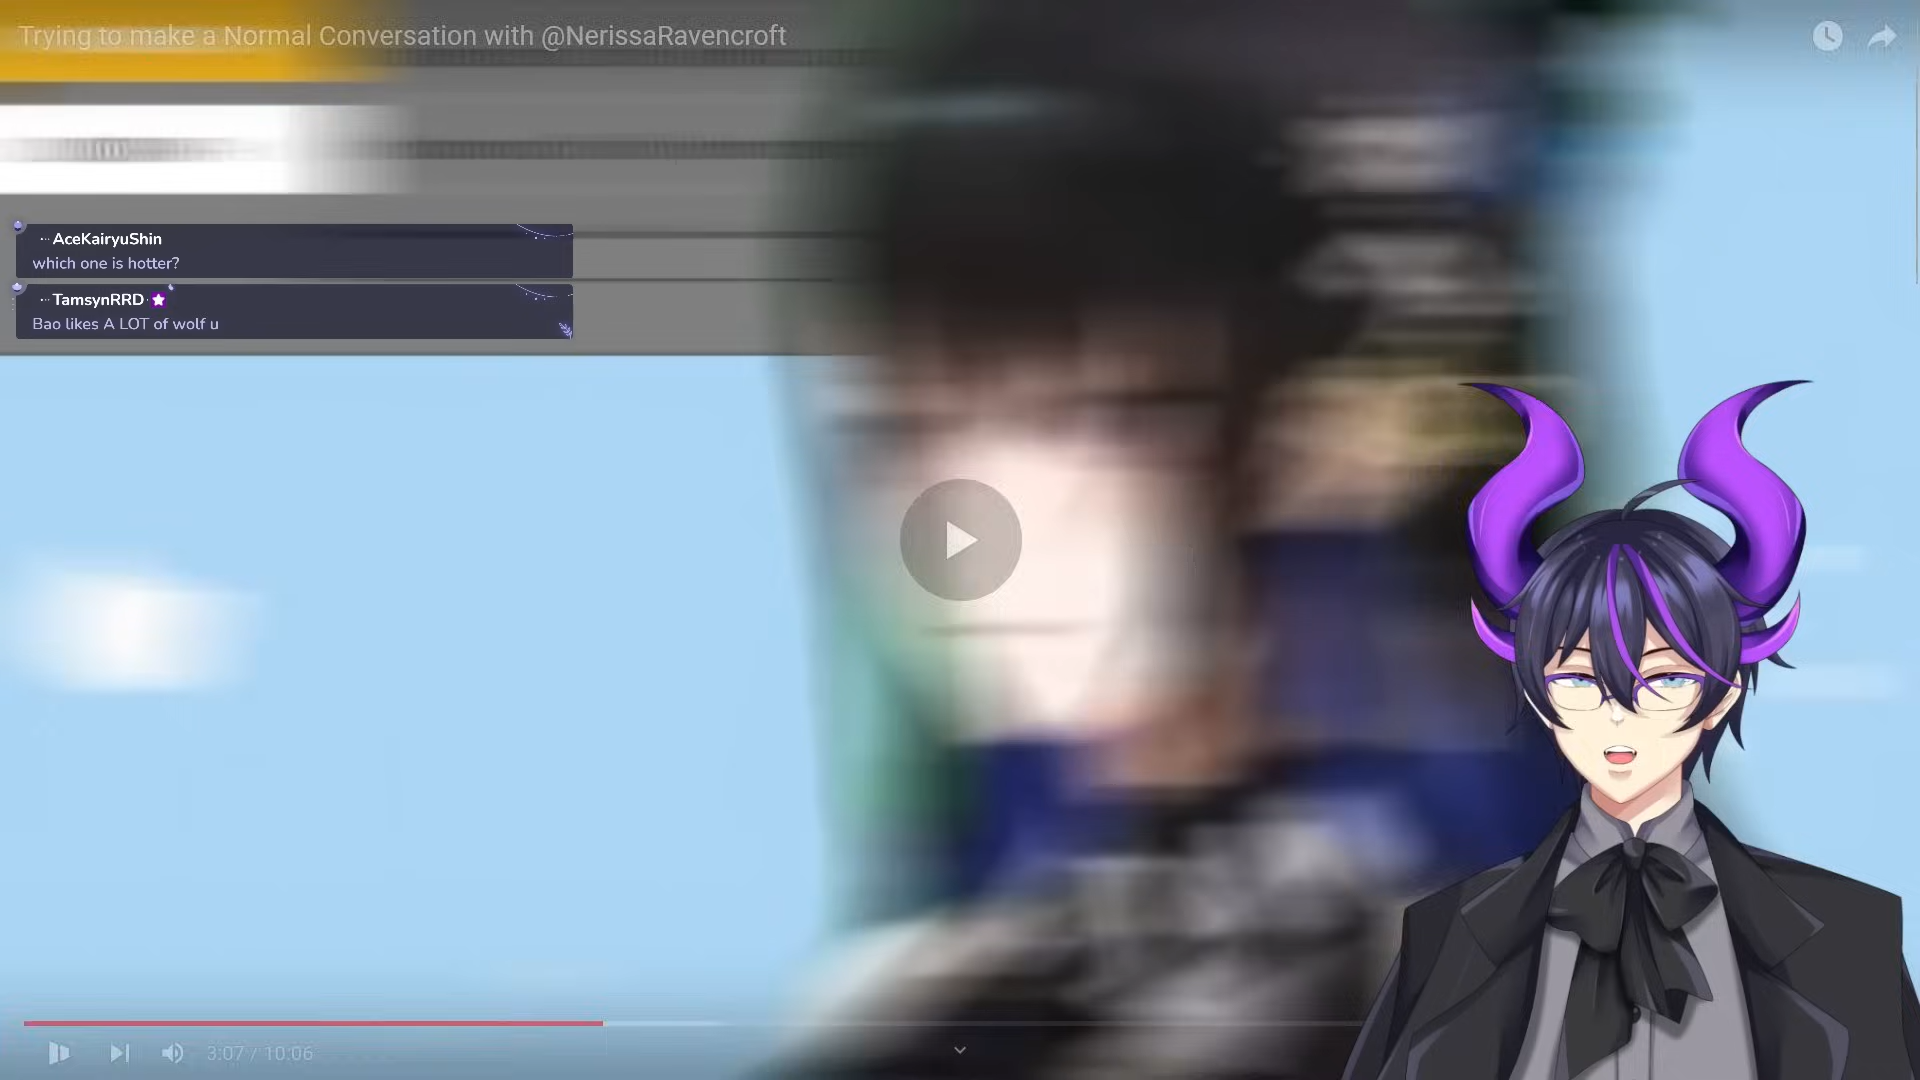 Trying to make a Normal Conversation with @NerissaRavencroft
AceKairyuShin
which one is hotter?
TamsynRRD
Bao likes A LOT of wolf u
3:07 / 10:06